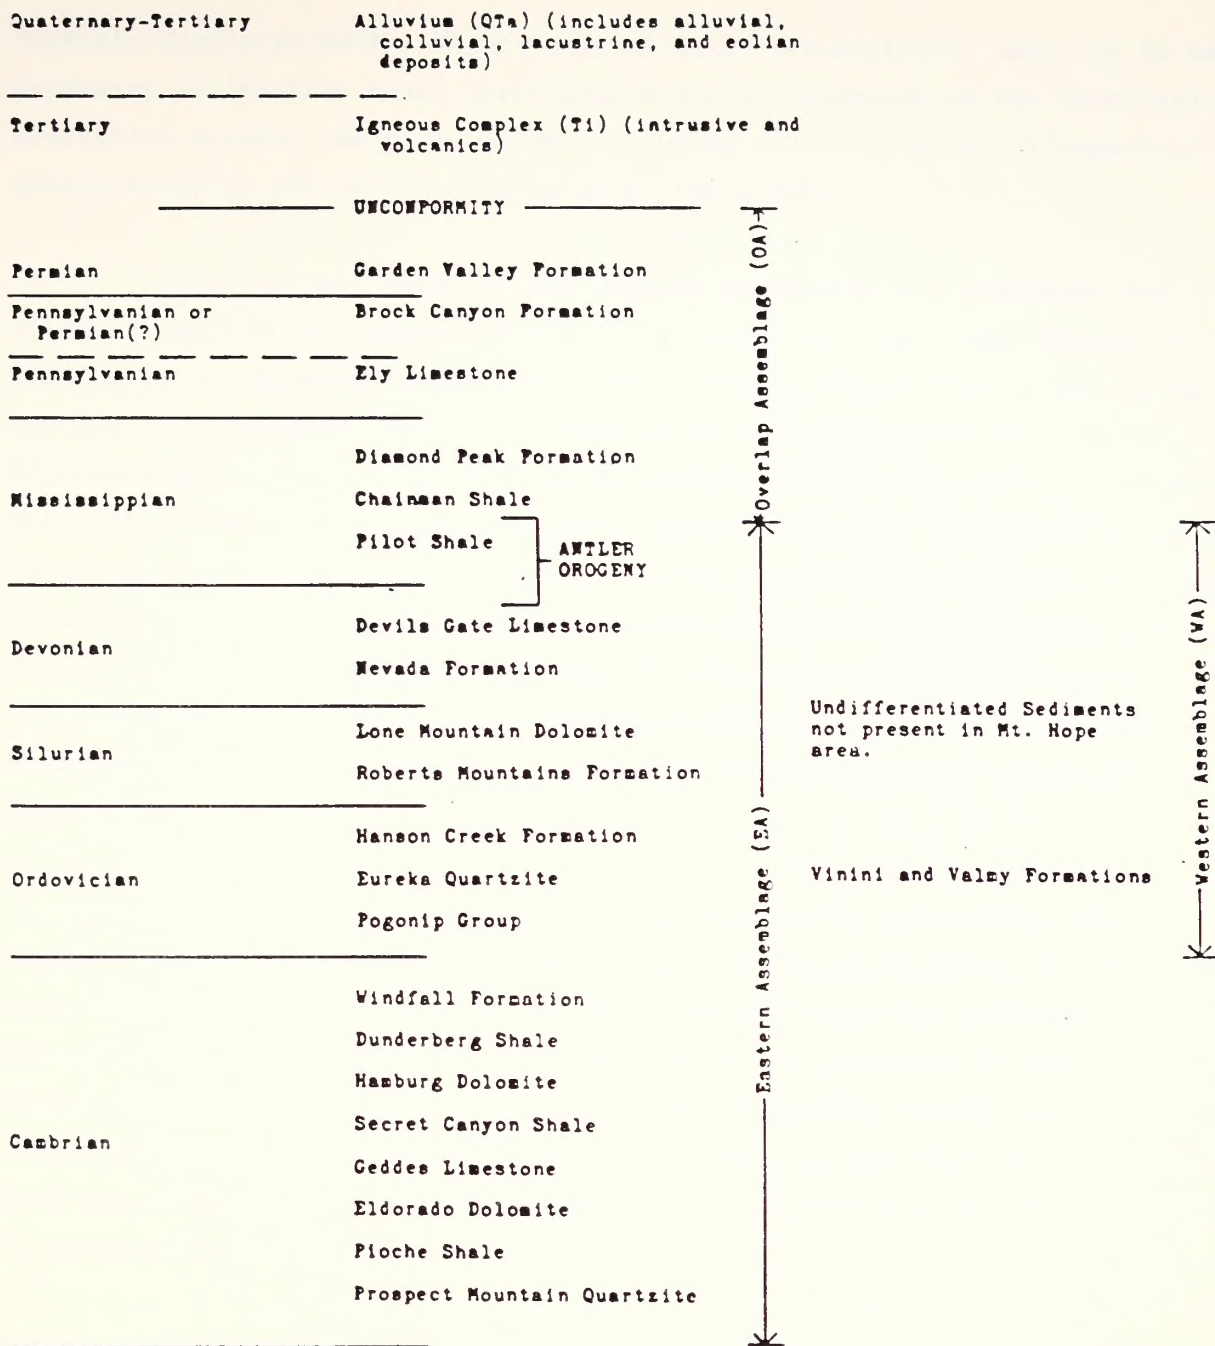 Quaternary-Tertiary
Alluvium (QTa) (includes alluvial,
colluvial, lacustrine, and eolian
deposits)
Tertiary
Igneous Complex (Ti) (intrusive and
volcanics)
UNCONFORMITY
Permian
Garden Valley Formation
Pennsylvanian or
Permian(?)
Brock Canyon Formation
Pennsylvanian
Ely Limestone
Overlap Assemblage (OA)
Mississippian
Diamond Peak Formation
Chainman Shale
Pilot Shale
ANTLER
OROGENY
Devonian
Devils Gate Limestone
Nevada Formation
Silurian
Lone Mountain Dolomite
Roberts Mountains Formation
Undifferentiated Sediments
not present in Mt. Hope
area.
Western Assemblage (WA)
Ordovician
Hanson Creek Formation
Eureka Quartzite
Pogonip Group
Vinini and Valmy Formations
Eastern Assemblage (EA)
Cambrian
Windfall Formation
Dunderberg Shale
Hamburg Dolomite
Secret Canyon Shale
Geddes Limestone
Eldorado Dolomite
Pioche Shale
Prospect Mountain Quartzite